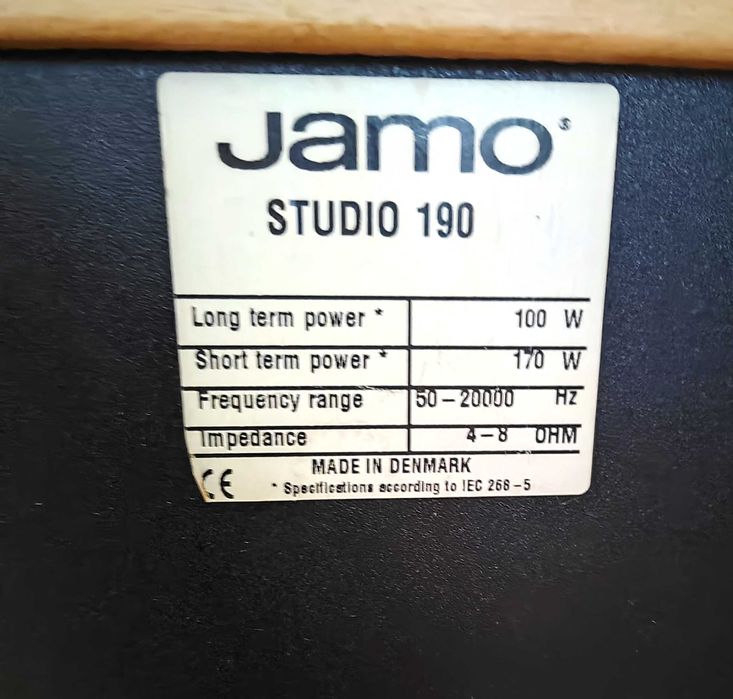 Jamo®
STUDIO 190
Long term power * 100 W
Short term power * 170 W
Frequency range 50-20000 Hz
Impedance 4-8 OHM
MADE IN DENMARK
CE * Specifications according to IEC 268-5